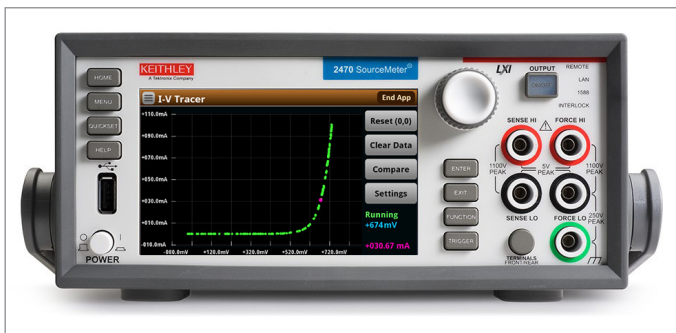 KEITHLEY
A Tektronix Company
2470 SourceMeter®
LXI
OUTPUT
ON/OFF
REMOTE
LAN
1588
INTERLOCK
HOME
MENU
QUICKSET
HELP
POWER
I-V Tracer
End App
+110.0mA
+090.0mA
+070.0mA
+050.0mA
+030.0mA
+010.0mA
-010.0mA
-080.0mV
+120.0mV
+320.0mV
+520.0mV
+720.0mV
Reset (0,0)
Clear Data
Compare
Settings
Running
+674mV
+030.67 mA
ENTER
EXIT
FUNCTION
TRIGGER
SENSE HI
FORCE HI
1100V
PEAK
5V
PEAK
1100V
PEAK
SENSE LO
FORCE LO
250V
PEAK
TERMINALS
FRONT/REAR